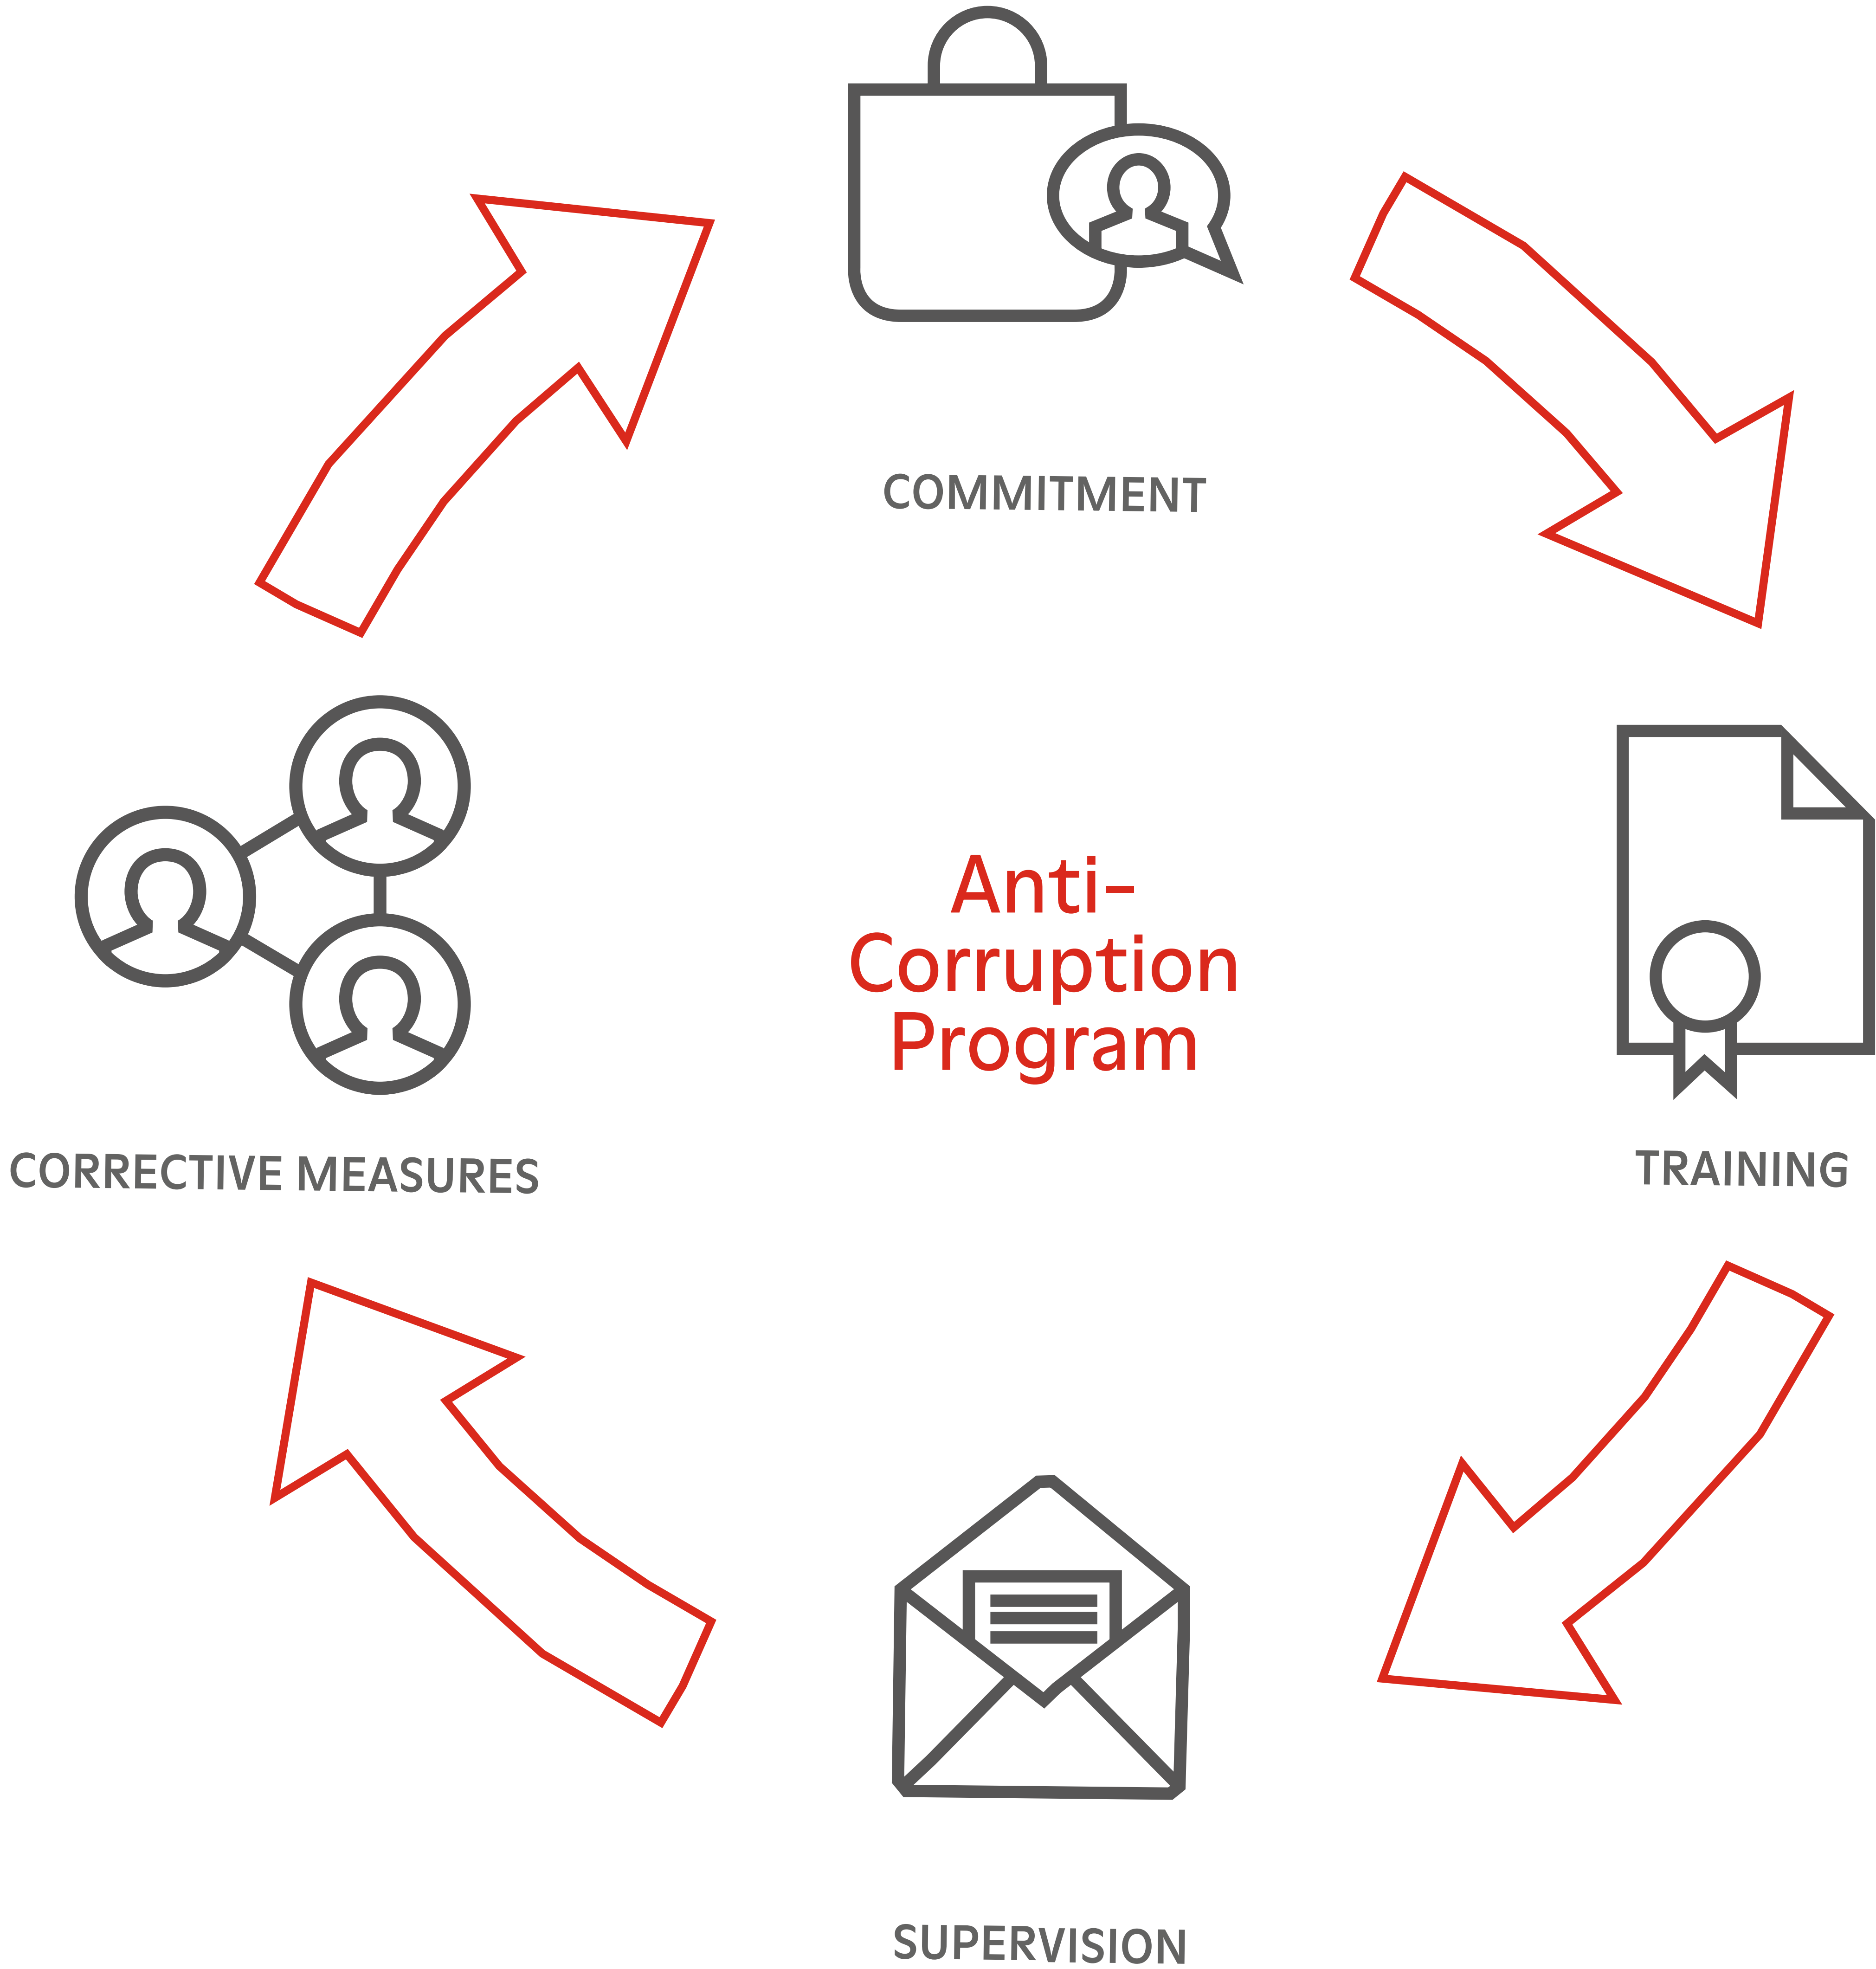 COMMITMENT
Anti-
Corruption
Program
CORRECTIVE MEASURES
TRAINING
SUPERVISION